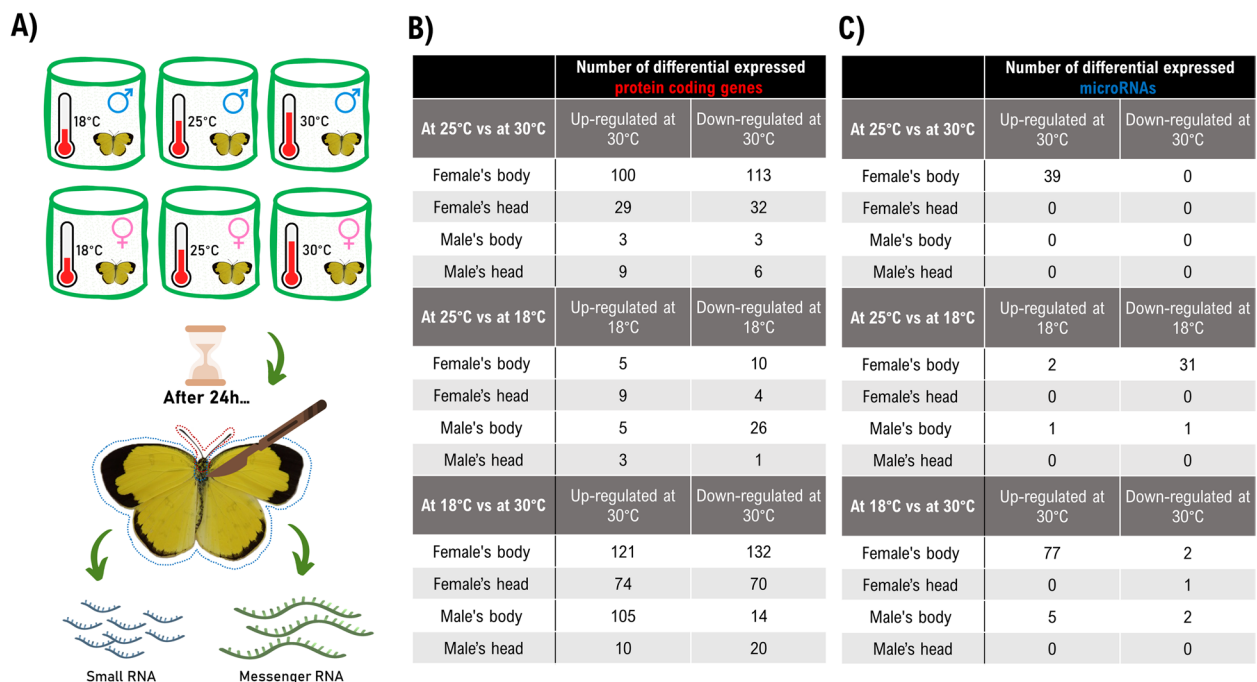 A)
18°C
25°C
30°C
18°C
25°C
30°C
After 24h...
Small RNA
Messenger RNA
B)
Number of differential expressed
protein coding genes
At 25°C vs at 30°C
Up-regulated at
30°C
Down-regulated at
30°C
Female's body 100 113
Female's head 29 32
Male's body 3 3
Male's head 9 6
At 25°C vs at 18°C
Up-regulated at
18°C
Down-regulated at
18°C
Female's body 5 10
Female's head 9 4
Male's body 5 26
Male's head 3 1
At 18°C vs at 30°C
Up-regulated at
30°C
Down-regulated at
30°C
Female's body 121 132
Female's head 74 70
Male's body 105 14
Male's head 10 20
C)
Number of differential expressed
microRNAs
At 25°C vs at 30°C
Up-regulated at
30°C
Down-regulated at
30°C
Female's body 39 0
Female's head 0 0
Male's body 0 0
Male's head 0 0
At 25°C vs at 18°C
Up-regulated at
18°C
Down-regulated at
18°C
Female's body 2 31
Female's head 0 0
Male's body 1 1
Male's head 0 0
At 18°C vs at 30°C
Up-regulated at
30°C
Down-regulated at
30°C
Female's body 77 2
Female's head 0 1
Male's body 5 2
Male's head 0 0